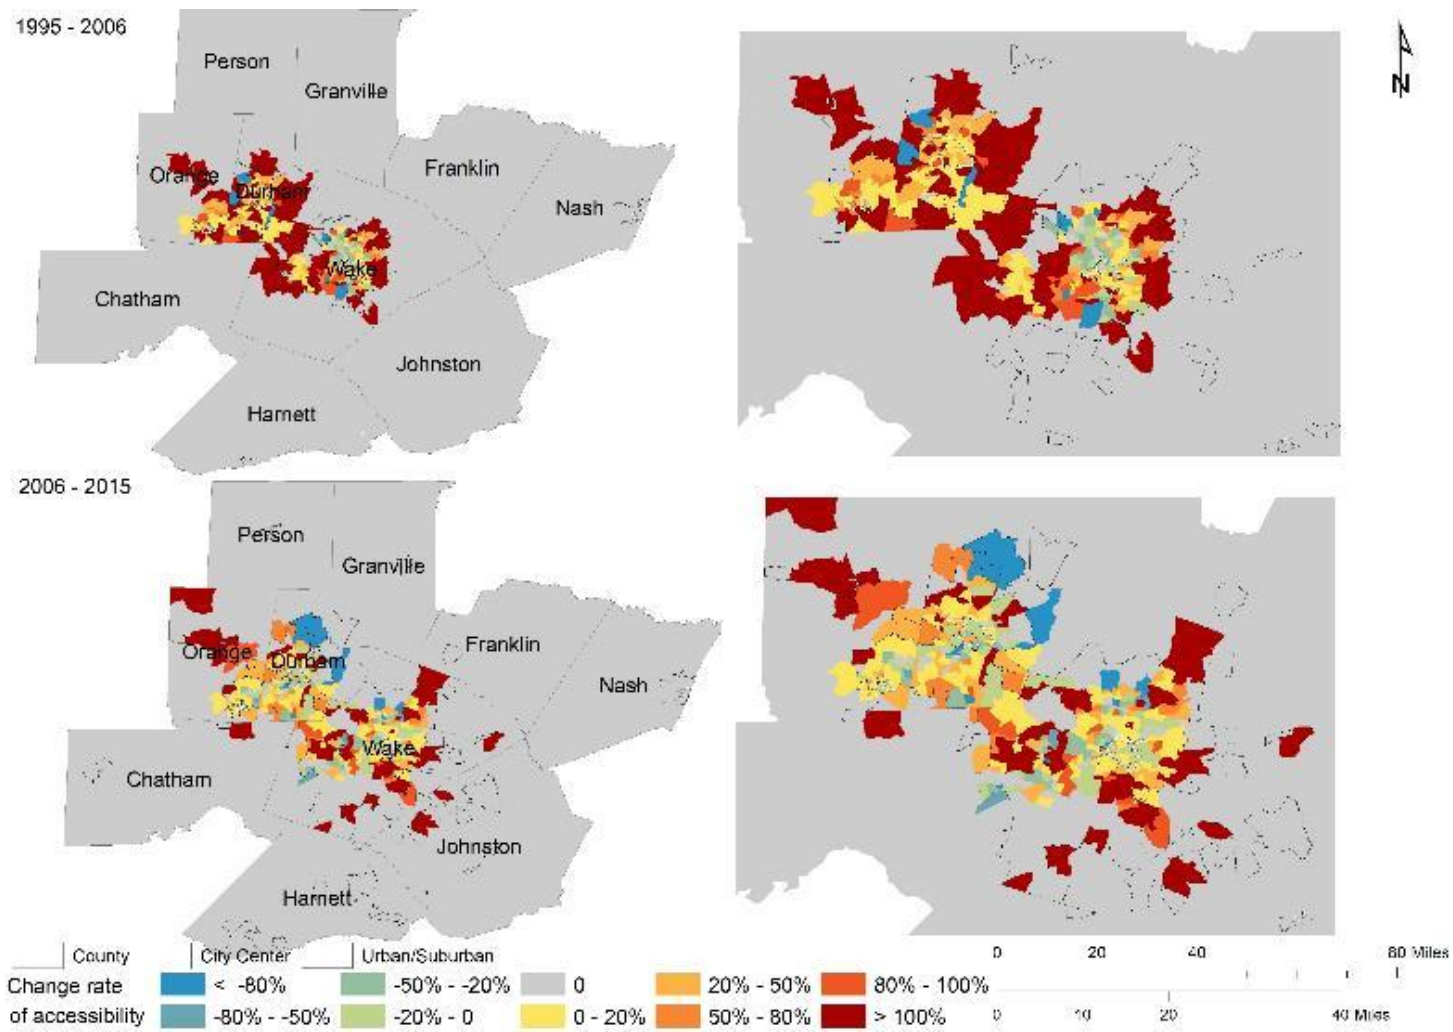 1995 - 2006
Person
Granville
Franklin
Orange
Durham
Nash
Wake
Chatham
Johnston
Harnett
N
2006 - 2015
Person
Granville
Franklin
Orange
Durham
Nash
Wake
Chatham
Johnston
Harnett
County City Center Urban/Suburban
0 20 40 80 Miles
Change rate of accessibility
< -80% -50% - -20% 0 20% - 50% 80% - 100%
-80% - -50% -20% - 0 0 - 20% 50% - 80% > 100%
0 10 20 40 Miles